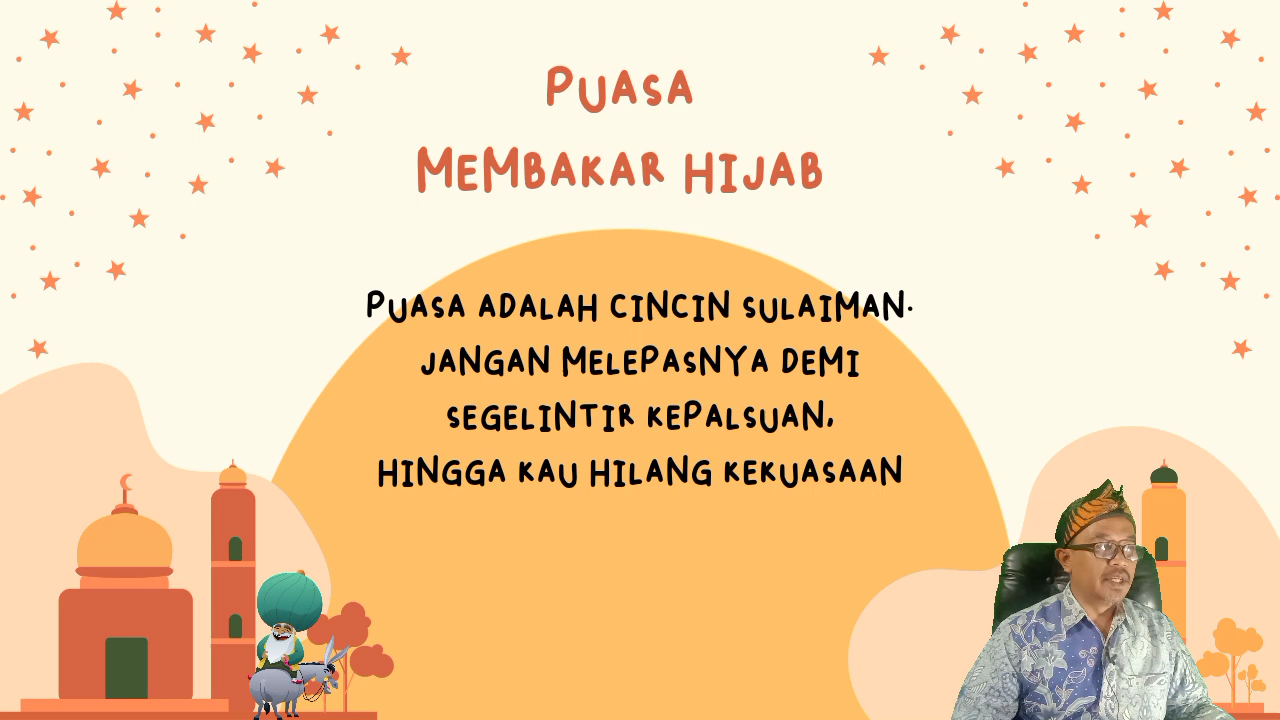 PUASA
MEMBAKAR HIJAB
PUASA ADALAH CINCIN SULAIMAN.
JANGAN MELEPASNYA DEMI
SEGELINTIR KEPALSUAN,
HINGGA KAU HILANG KEKUASAAN